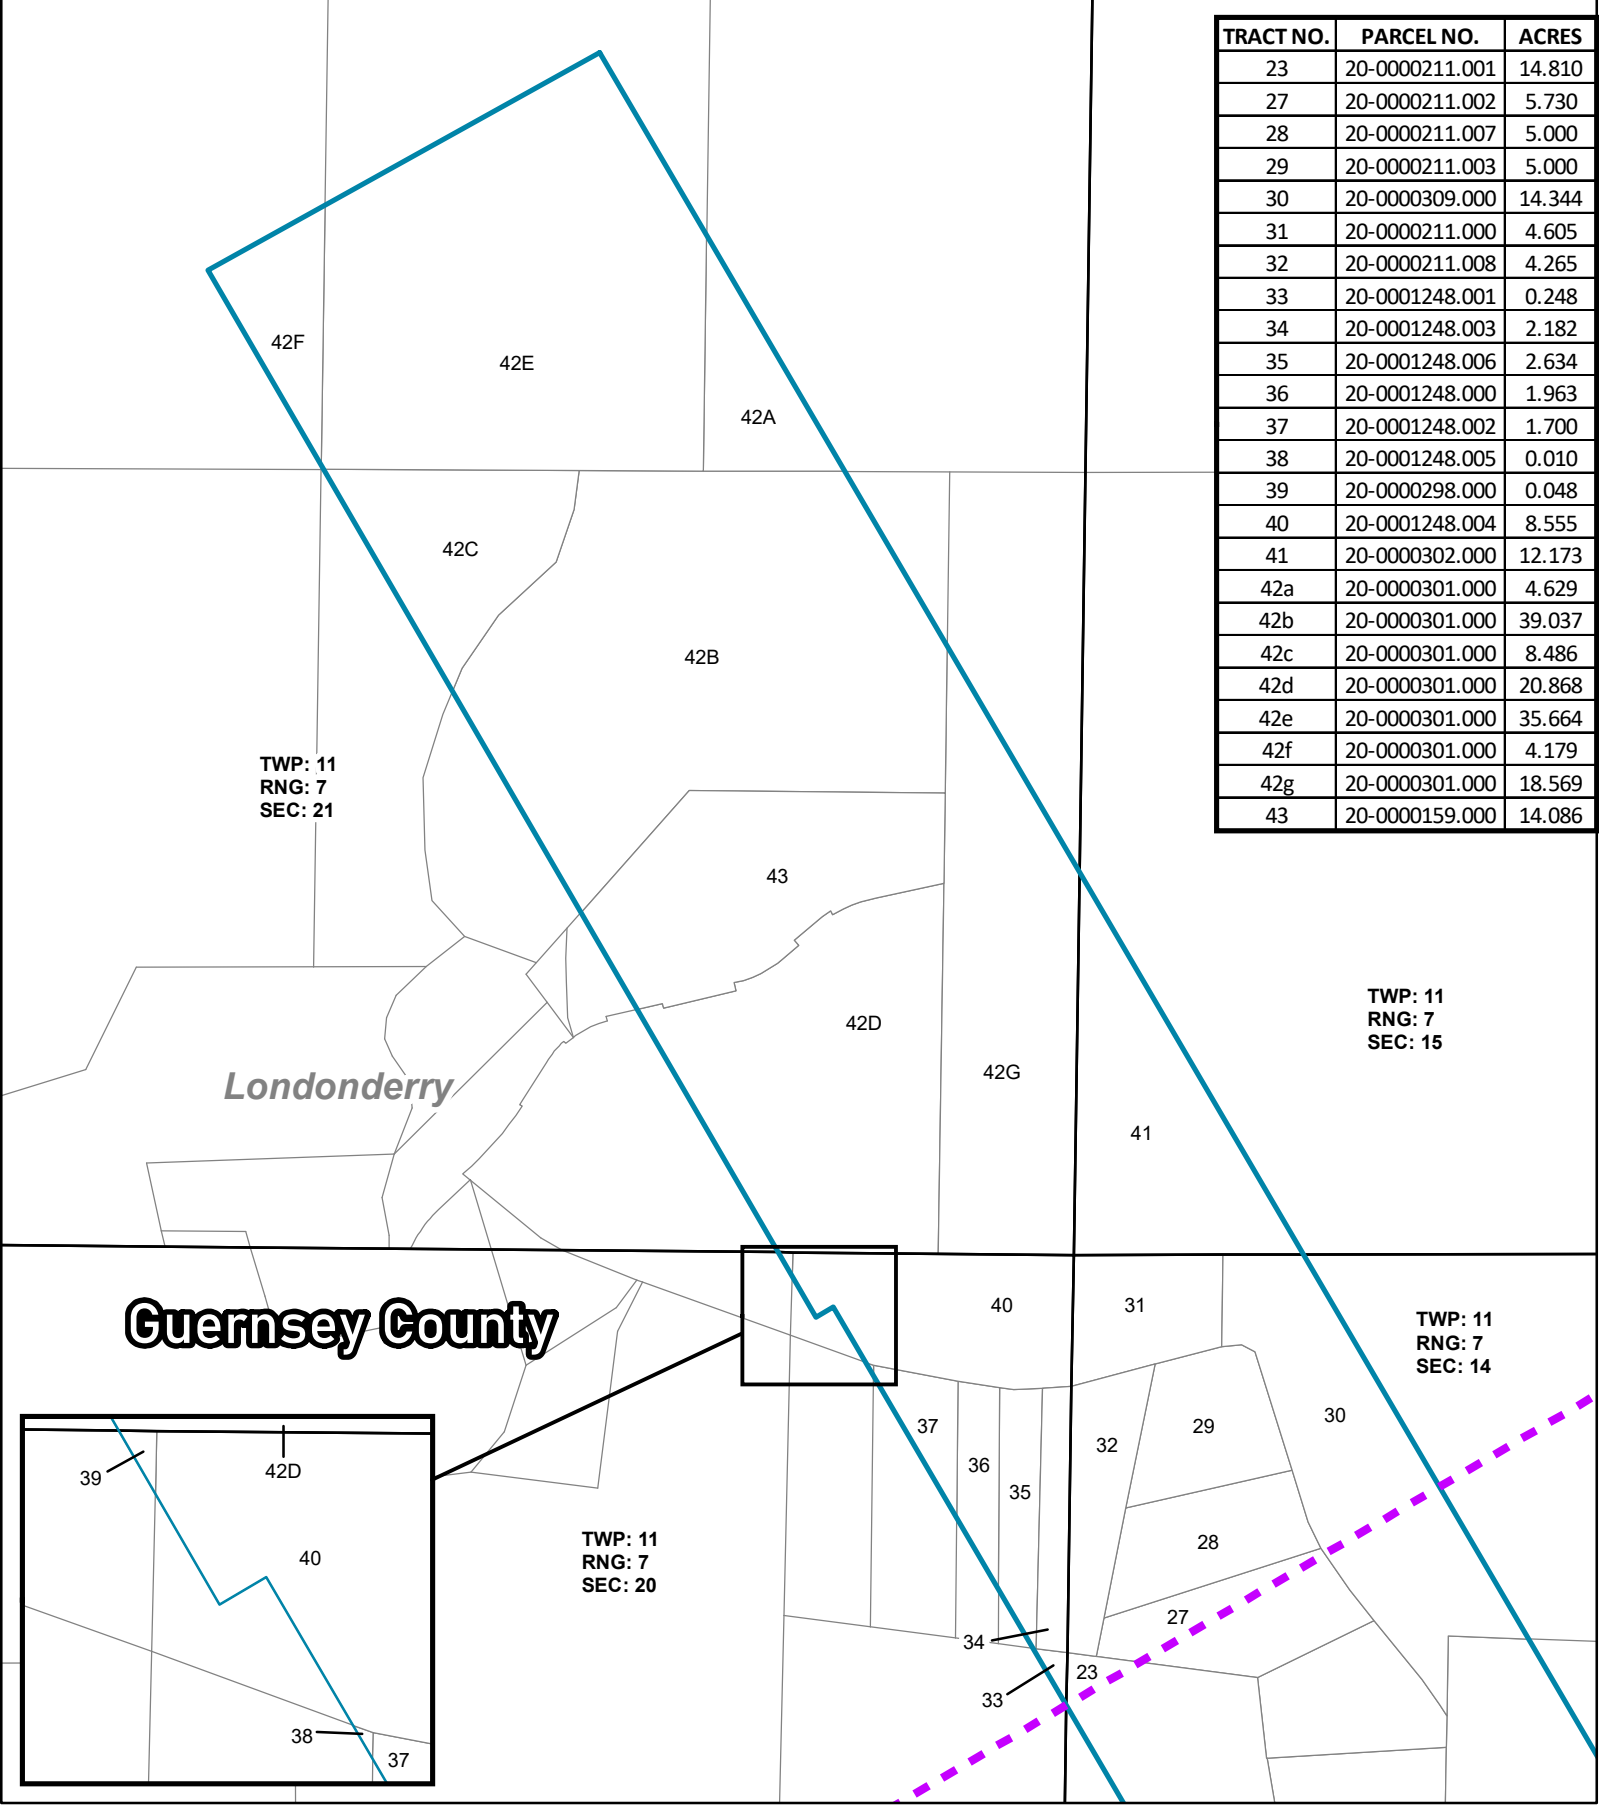 TRACT NO. PARCEL NO. ACRES
23 20-0000211.001 14.810
27 20-0000211.002 5.730
28 20-0000211.007 5.000
29 20-0000211.003 5.000
30 20-0000309.000 14.344
31 20-0000211.000 4.605
32 20-0000211.008 4.265
33 20-0001248.001 0.248
34 20-0001248.003 2.182
35 20-0001248.006 2.634
36 20-0001248.000 1.963
37 20-0001248.002 1.700
38 20-0001248.005 0.010
39 20-0000298.000 0.048
40 20-0001248.004 8.555
41 20-0000302.000 12.173
42a 20-0000301.000 4.629
42b 20-0000301.000 39.037
42c 20-0000301.000 8.486
42d 20-0000301.000 20.868
42e 20-0000301.000 35.664
42f 20-0000301.000 4.179
42g 20-0000301.000 18.569
43 20-0000159.000 14.086
42F
42E
42A
42C
42B
TWP: 11
RNG: 7
SEC: 21
43
42D
42G
TWP: 11
RNG: 7
SEC: 15
Londonderry
41
Guernsey County
40
31
TWP: 11
RNG: 7
SEC: 14
37
36
35
32
29
30
28
27
34
33
23
TWP: 11
RNG: 7
SEC: 20
39
42D
40
38
37